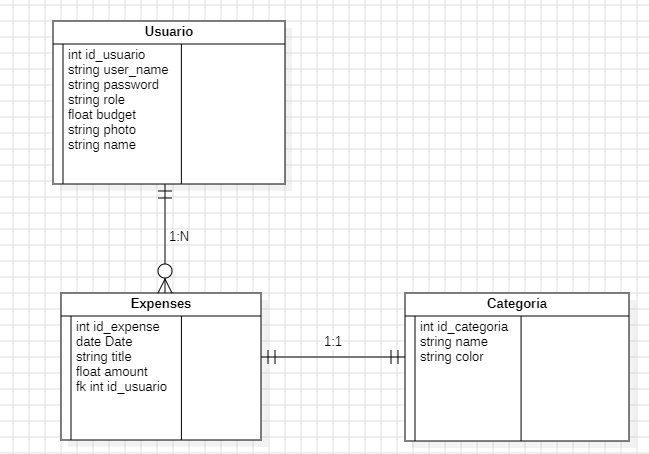 Usuario
int id_usuario
string user_name
string password
string role
float budget
string photo
string name
1:N
Expenses
int id_expense
date Date
string title
float amount
fk int id_usuario
1:1
Categoria
int id_categoria
string name
string color